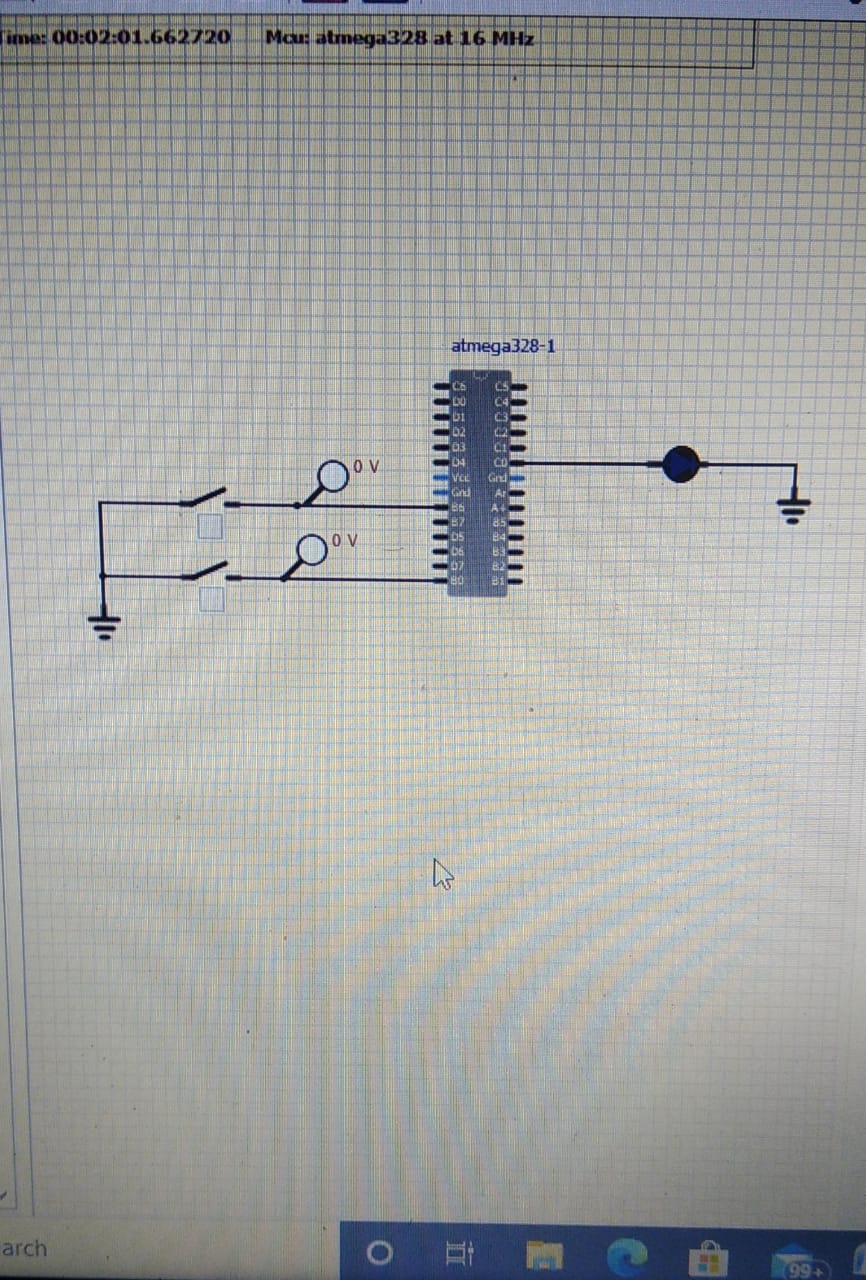 Time: 00:02:01.662720 Mcu: atmega328 at 16 MHz
atmega328-1
C6 C5
D0 C4
D1 C3
D2 C2
D3 C1
D4 C0
Vcc Gnd
Gnd Ar
B6 A+
B7 B5
D5 B4
D6 B3
D7 B2
B0 B1
0 V
0 V
arch
99+